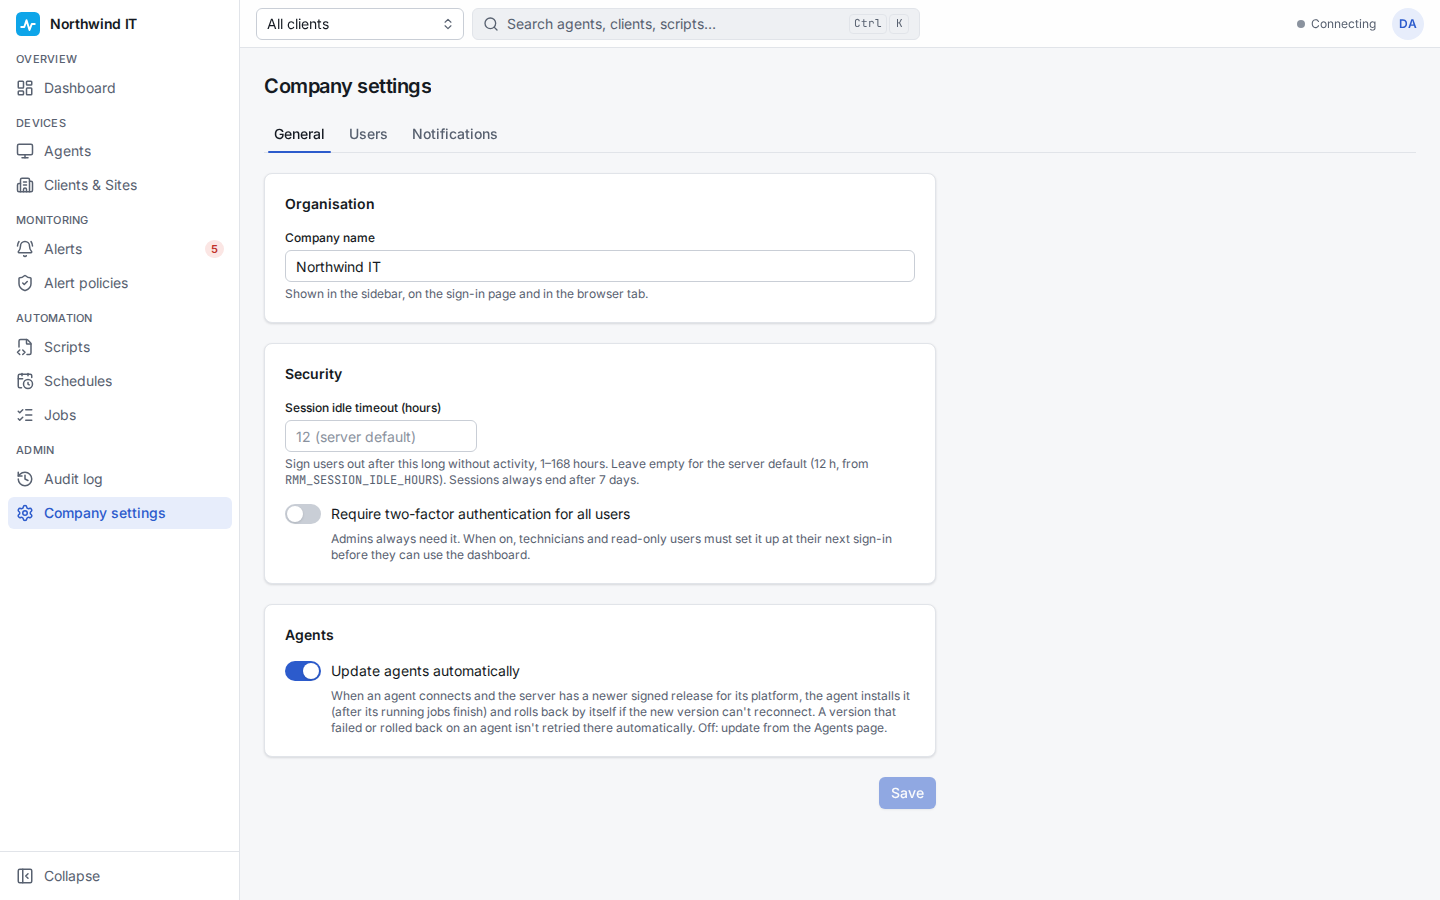 Northwind IT
All clients
Search agents, clients, scripts...
Ctrl K
Connecting
DA
OVERVIEW
Dashboard
DEVICES
Agents
Clients & Sites
MONITORING
Alerts
5
Alert policies
AUTOMATION
Scripts
Schedules
Jobs
ADMIN
Audit log
Company settings
Collapse
Company settings
General
Users
Notifications
Organisation
Company name
Northwind IT
Shown in the sidebar, on the sign-in page and in the browser tab.
Security
Session idle timeout (hours)
12 (server default)
Sign users out after this long without activity, 1–168 hours. Leave empty for the server default (12 h, from
RMM_SESSION_IDLE_HOURS). Sessions always end after 7 days.
Require two-factor authentication for all users
Admins always need it. When on, technicians and read-only users must set it up at their next sign-in
before they can use the dashboard.
Agents
Update agents automatically
When an agent connects and the server has a newer signed release for its platform, the agent installs it
(after its running jobs finish) and rolls back by itself if the new version can't reconnect. A version that
failed or rolled back on an agent isn't retried there automatically. Off: update from the Agents page.
Save